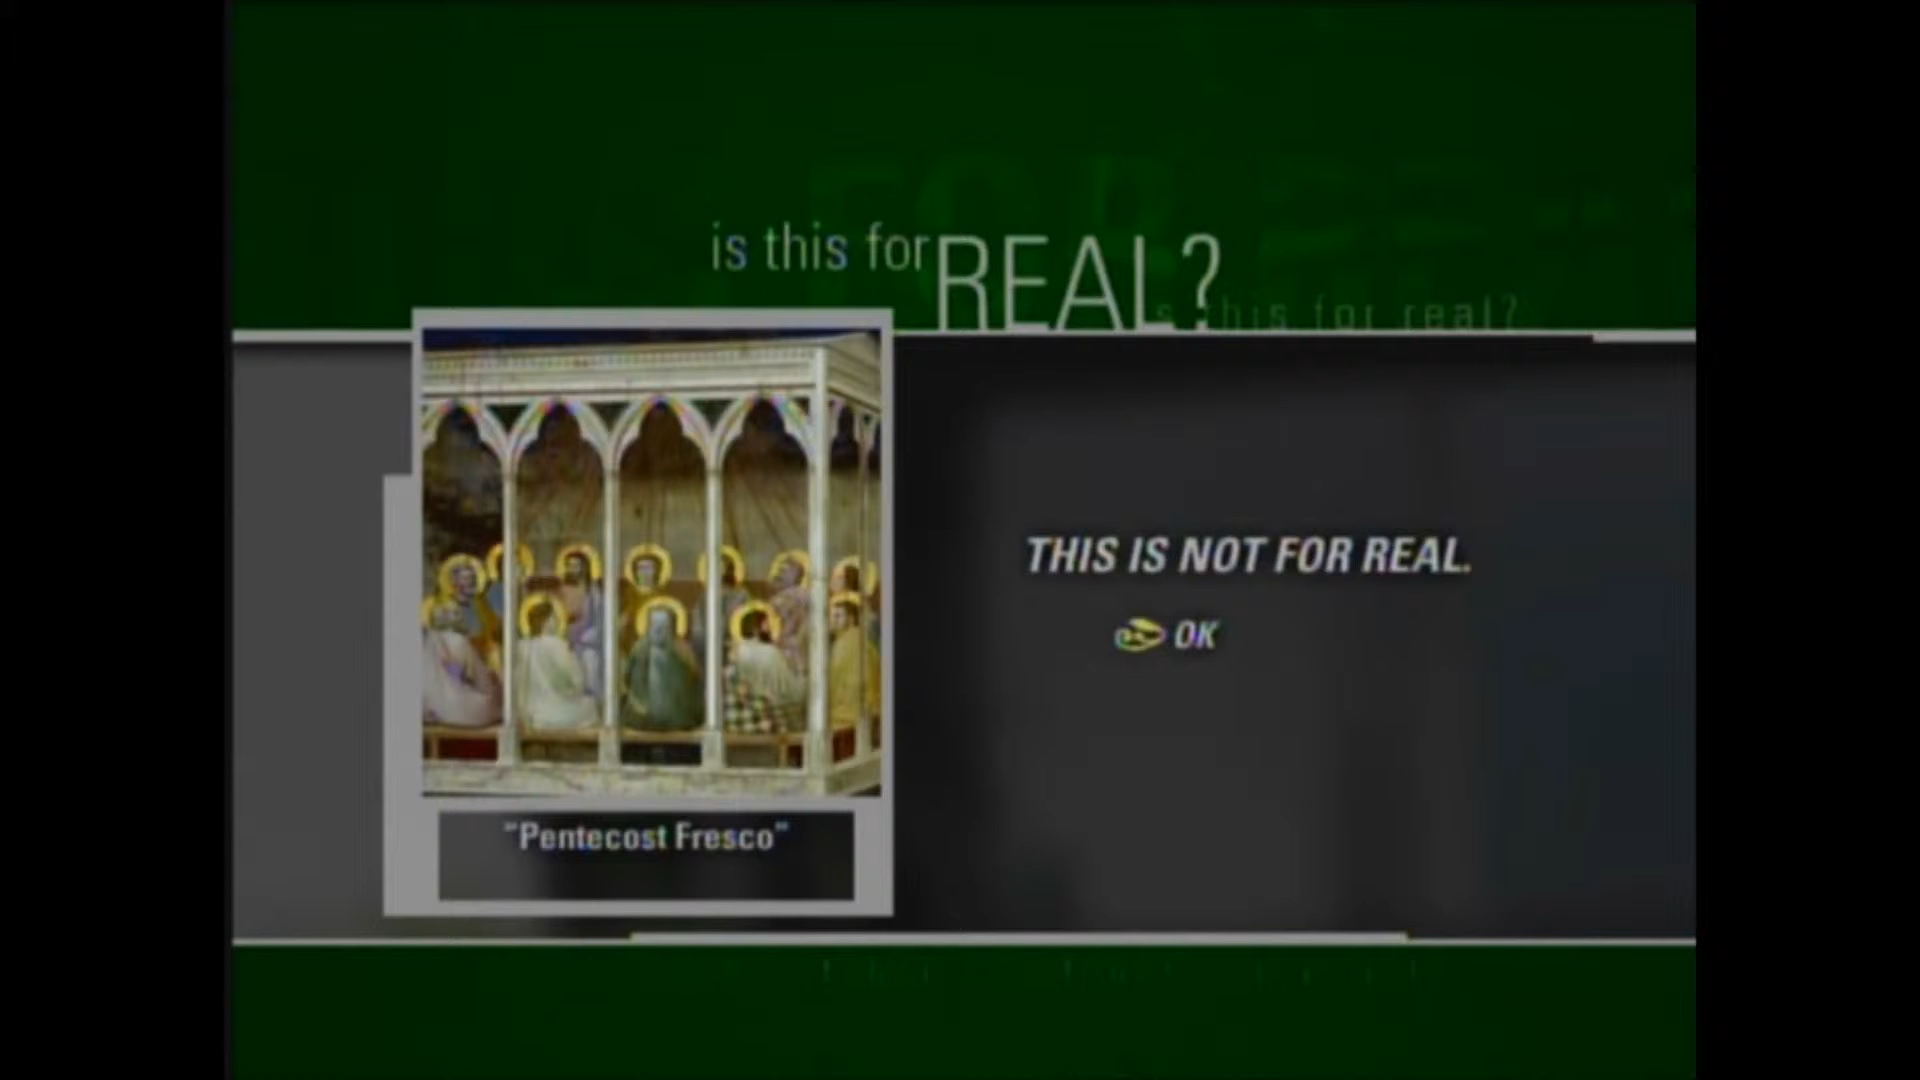 is this for REAL?
is this for real?
THIS IS NOT FOR REAL.
OK
"Pentecost Fresco"